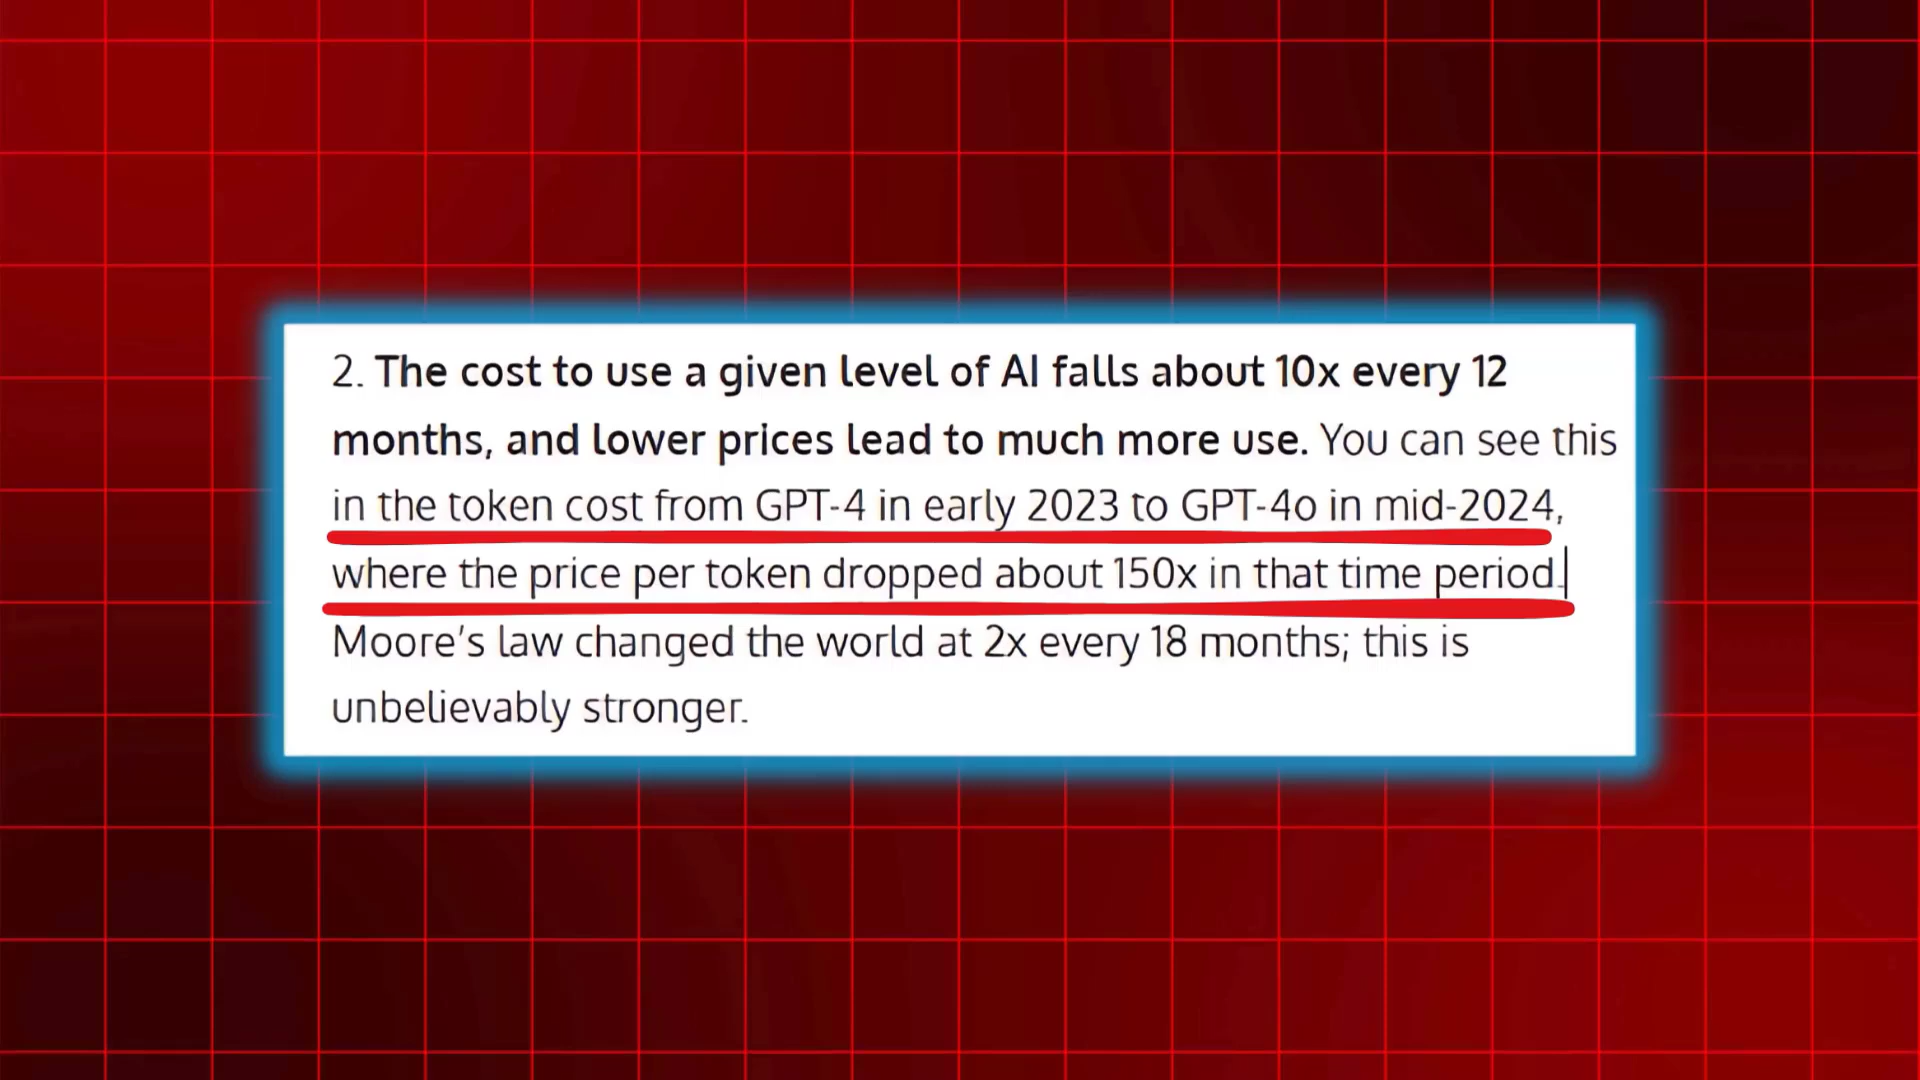 2. The cost to use a given level of AI falls about 10x every 12
months, and lower prices lead to much more use. You can see this
in the token cost from GPT-4 in early 2023 to GPT-4o in mid-2024,
where the price per token dropped about 150x in that time period.
Moore’s law changed the world at 2x every 18 months; this is
unbelievably stronger.